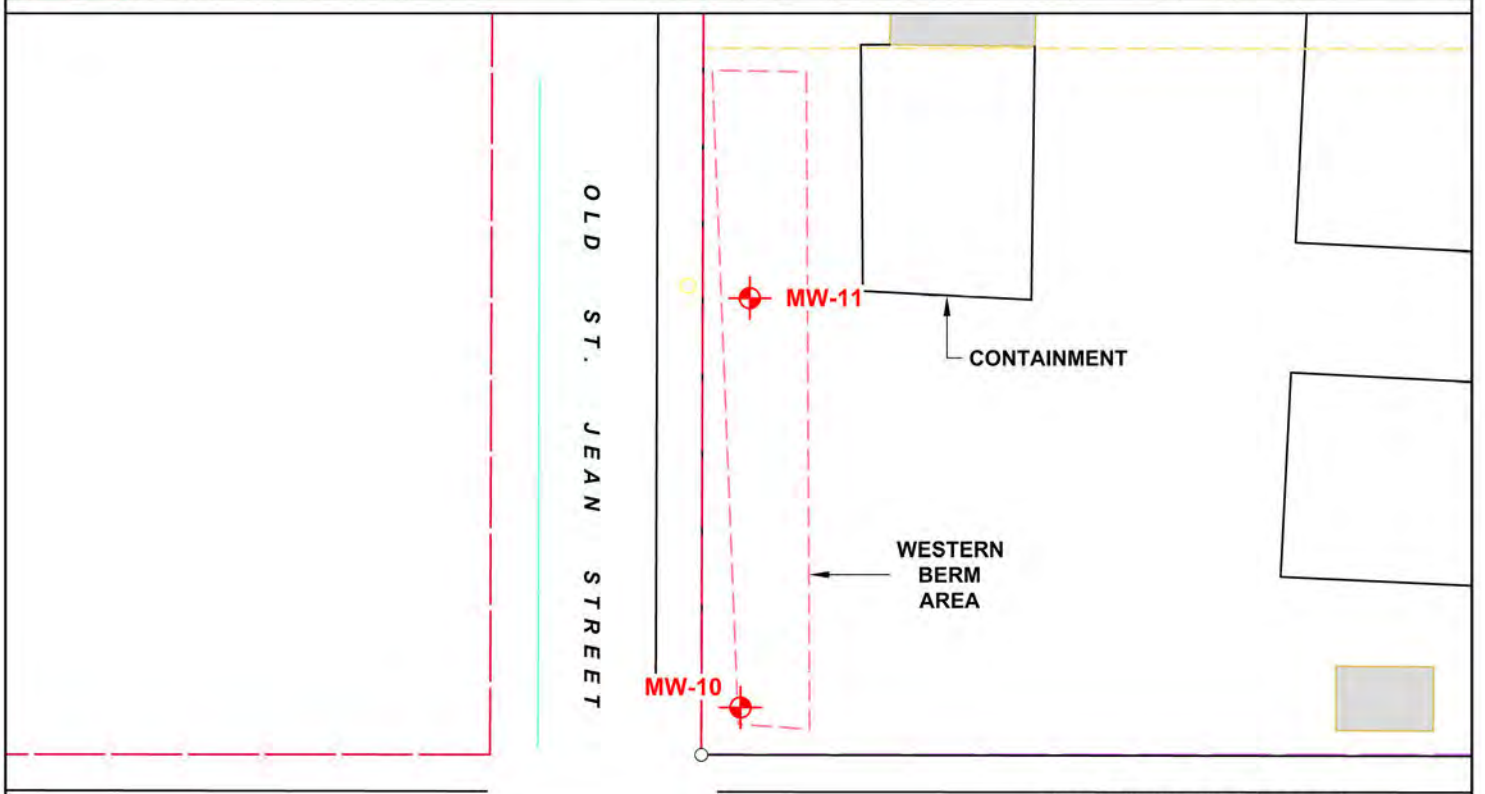 OLD ST. JEAN STREET
MW-11
CONTAINMENT
WESTERN
BERM
AREA
MW-10